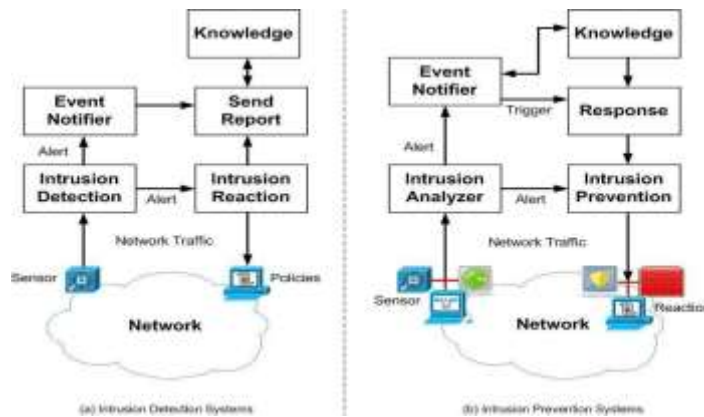 Knowledge
Event
Notifier
Send
Report
Alert
Intrusion
Detection
Alert
Intrusion
Reaction
Network Traffic
Sensor
Policies
Network
(a) Intrusion Detection Systems
Knowledge
Event
Notifier
Trigger
Response
Alert
Intrusion
Analyzer
Alert
Intrusion
Prevention
Network Traffic
Sensor
Reaction
Network
(b) Intrusion Prevention Systems